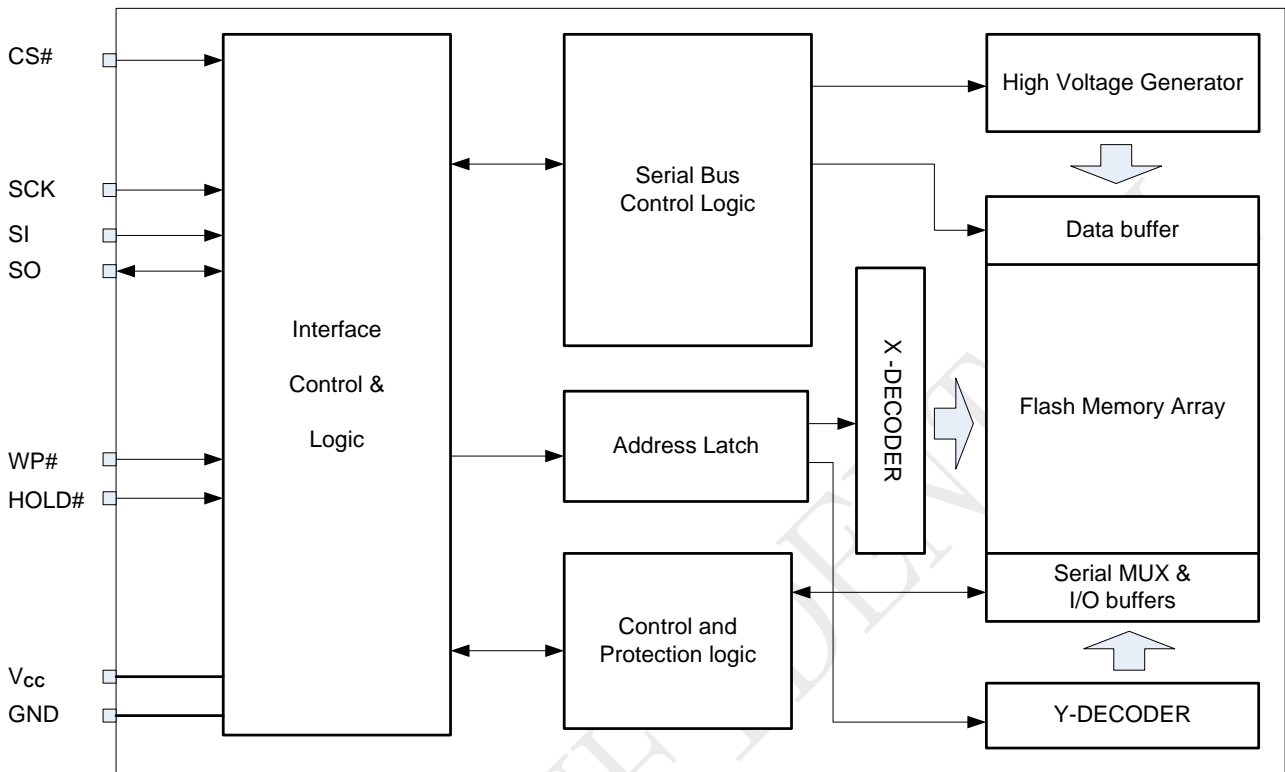 CS#
SCK
SI
SO
WP#
HOLD#
Vcc
GND
Interface
Control &
Logic
Serial Bus
Control Logic
Address Latch
Control and
Protection logic
X -DECODER
High Voltage Generator
Data buffer
Flash Memory Array
Serial MUX &
I/O buffers
Y-DECODER